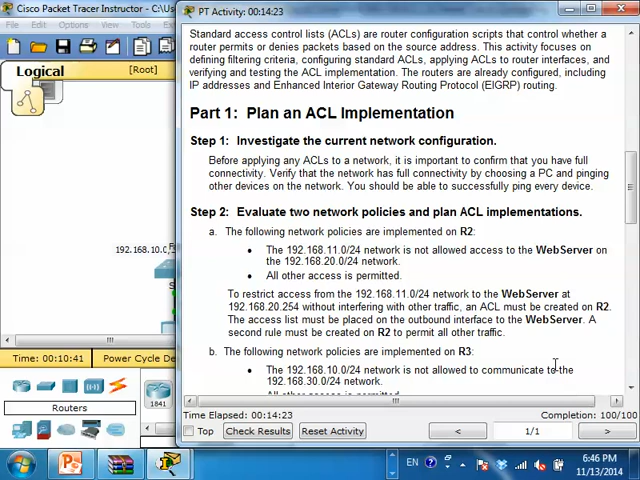 Cisco Packet Tracer Instructor - C:\Us
PT Activity: 00:14:23
File Edit Options View
Logical
[Root]
192.168.10.0
Time: 00:10:41
Power Cycle De
Routers
1841
Standard access control lists (ACLs) are router configuration scripts that control whether a
router permits or denies packets based on the source address. This activity focuses on
defining filtering criteria, configuring standard ACLs, applying ACLs to router interfaces, and
verifying and testing the ACL implementation. The routers are already configured, including
IP addresses and Enhanced Interior Gateway Routing Protocol (EIGRP) routing.
Part 1: Plan an ACL Implementation
Step 1: Investigate the current network configuration.
Before applying any ACLs to a network, it is important to confirm that you have full
connectivity. Verify that the network has full connectivity by choosing a PC and pinging
other devices on the network. You should be able to successfully ping every device.
Step 2: Evaluate two network policies and plan ACL implementations.
a. The following network policies are implemented on R2:
• The 192.168.11.0/24 network is not allowed access to the WebServer on
the 192.168.20.0/24 network.
• All other access is permitted.
To restrict access from the 192.168.11.0/24 network to the WebServer at
192.168.20.254 without interfering with other traffic, an ACL must be created on R2.
The access list must be placed on the outbound interface to the WebServer. A
second rule must be created on R2 to permit all other traffic.
b. The following network policies are implemented on R3:
• The 192.168.10.0/24 network is not allowed to communicate to the
192.168.30.0/24 network.
All other access is permitted.
Time Elapsed: 00:14:23
Completion: 100/100
Top
Check Results
Reset Activity
<
1/1
>
EN
6:46 PM
11/13/2014